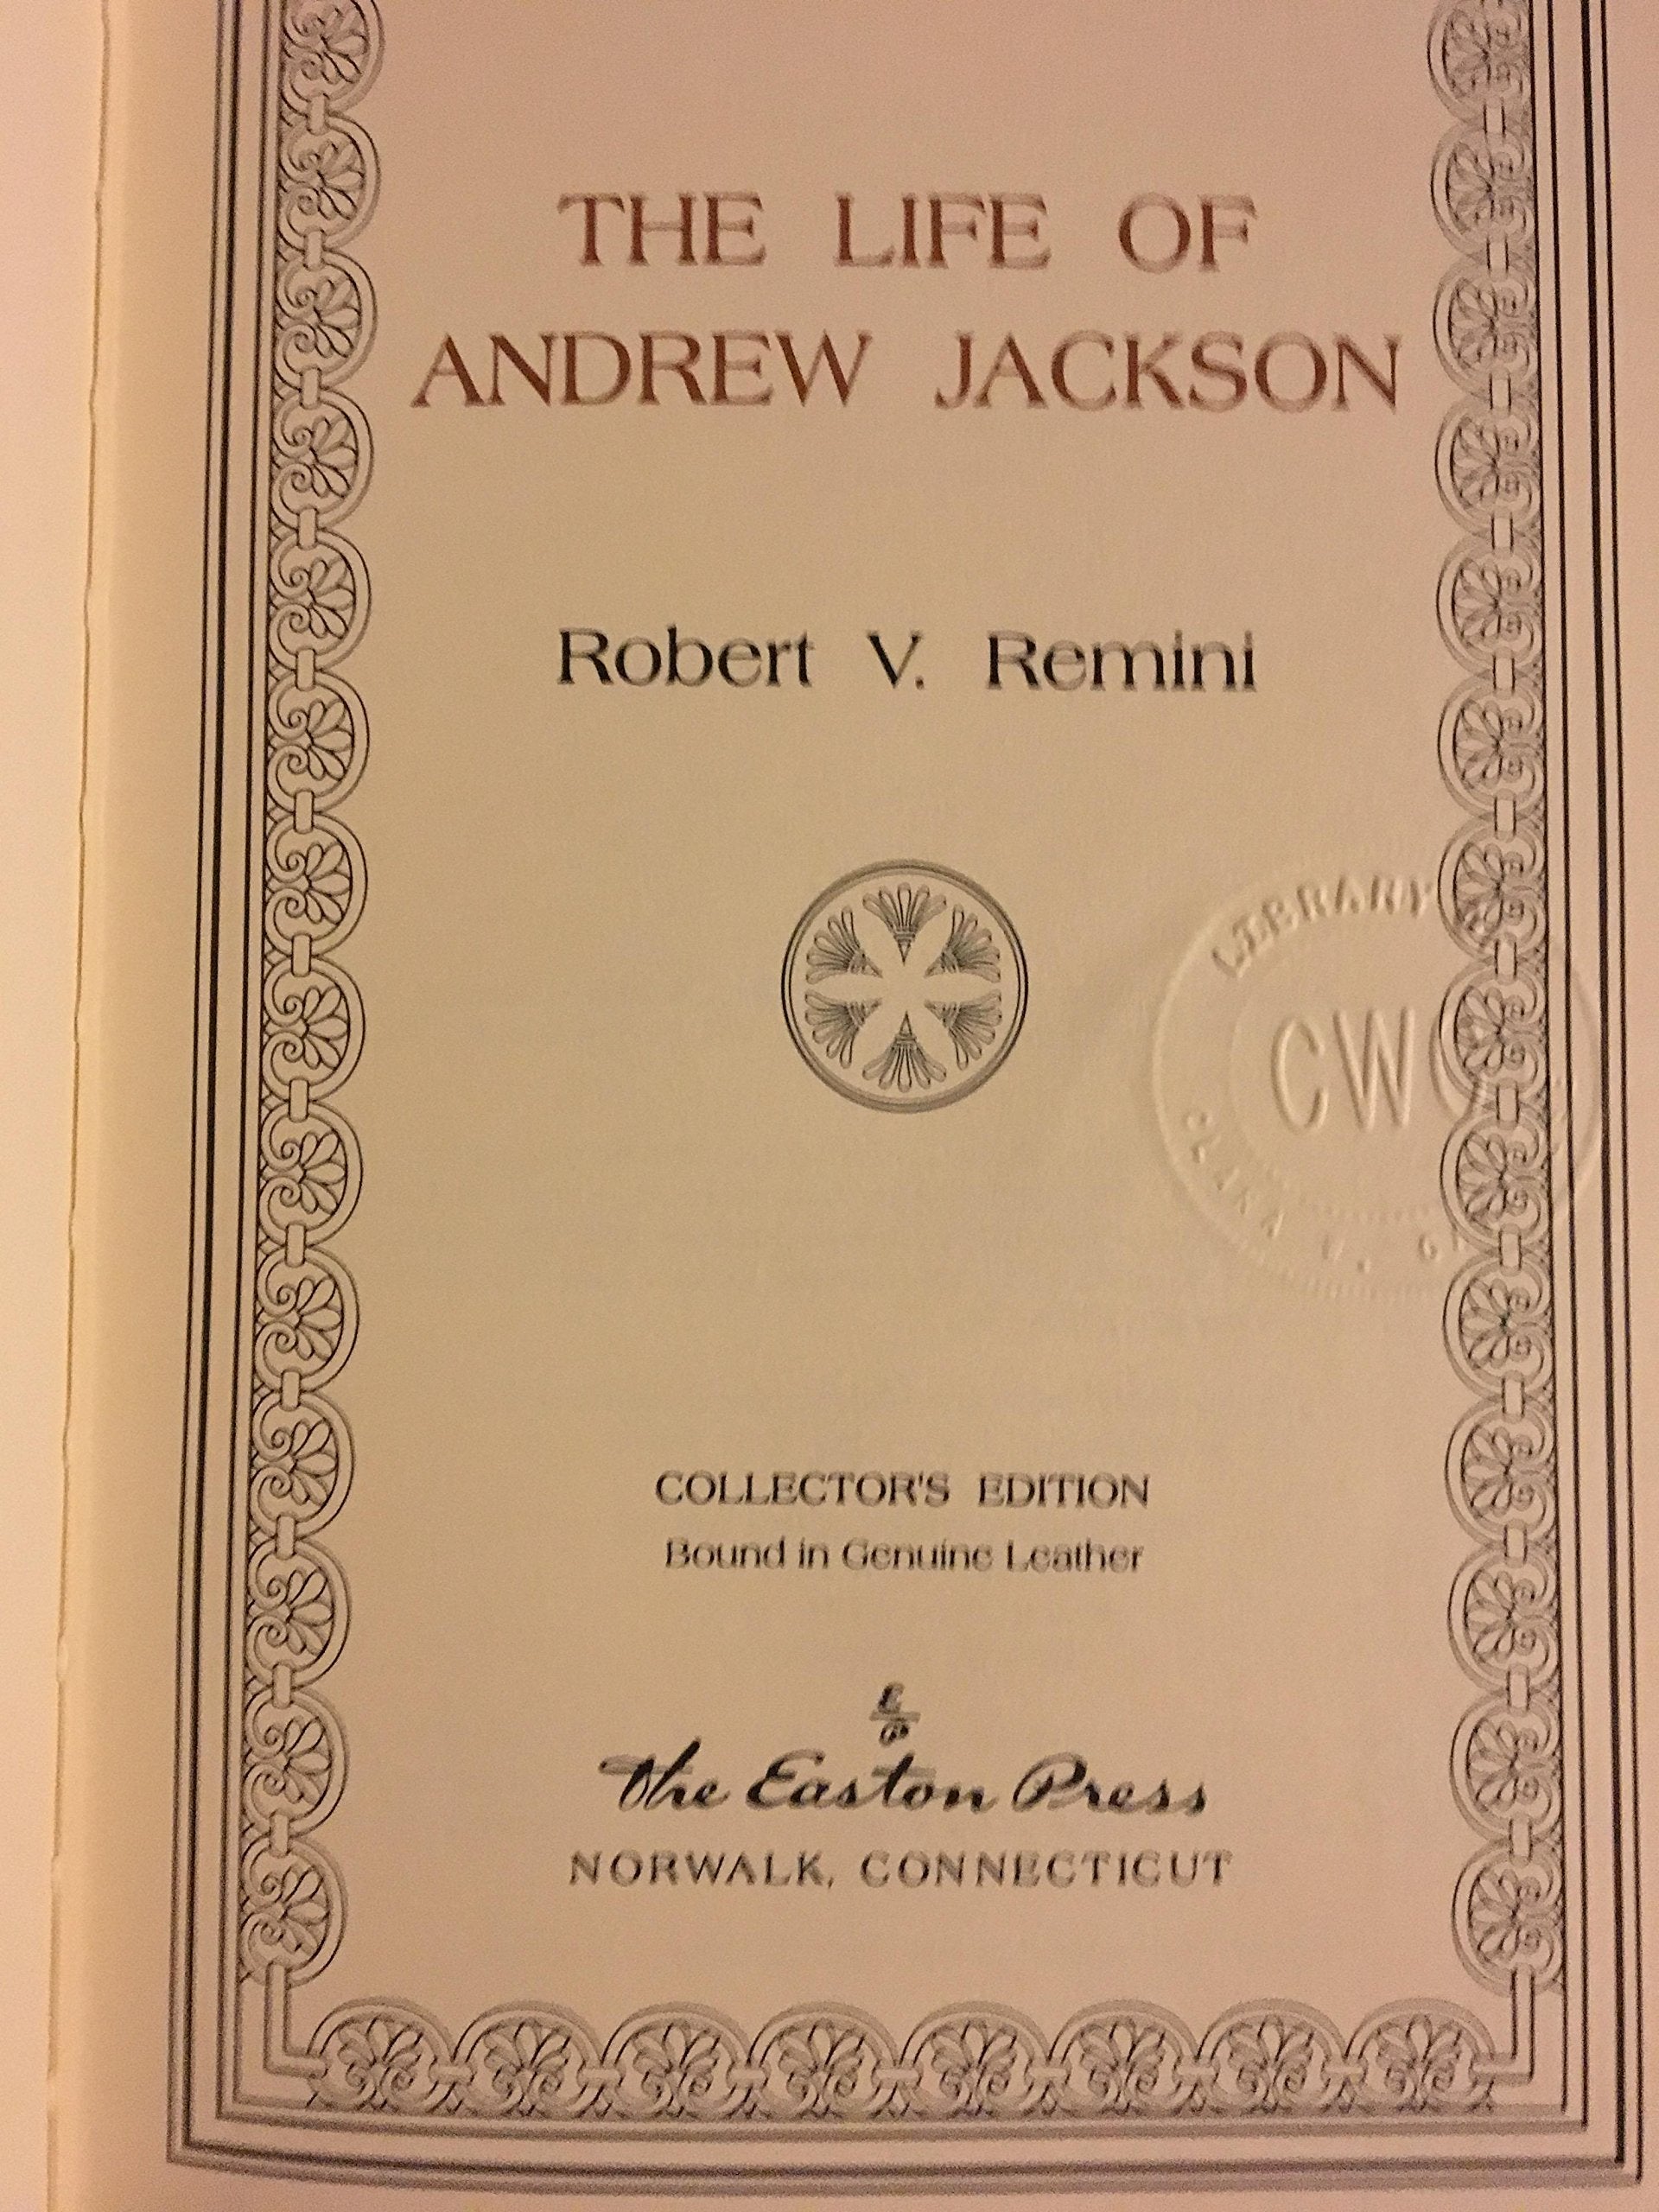 THE LIFE OF
ANDREW JACKSON
Robert V. Remini
LIBRARY
CW
COLLECTOR'S EDITION
Bound in Genuine Leather
E
P
The Easton Press
NORWALK, CONNECTICUT